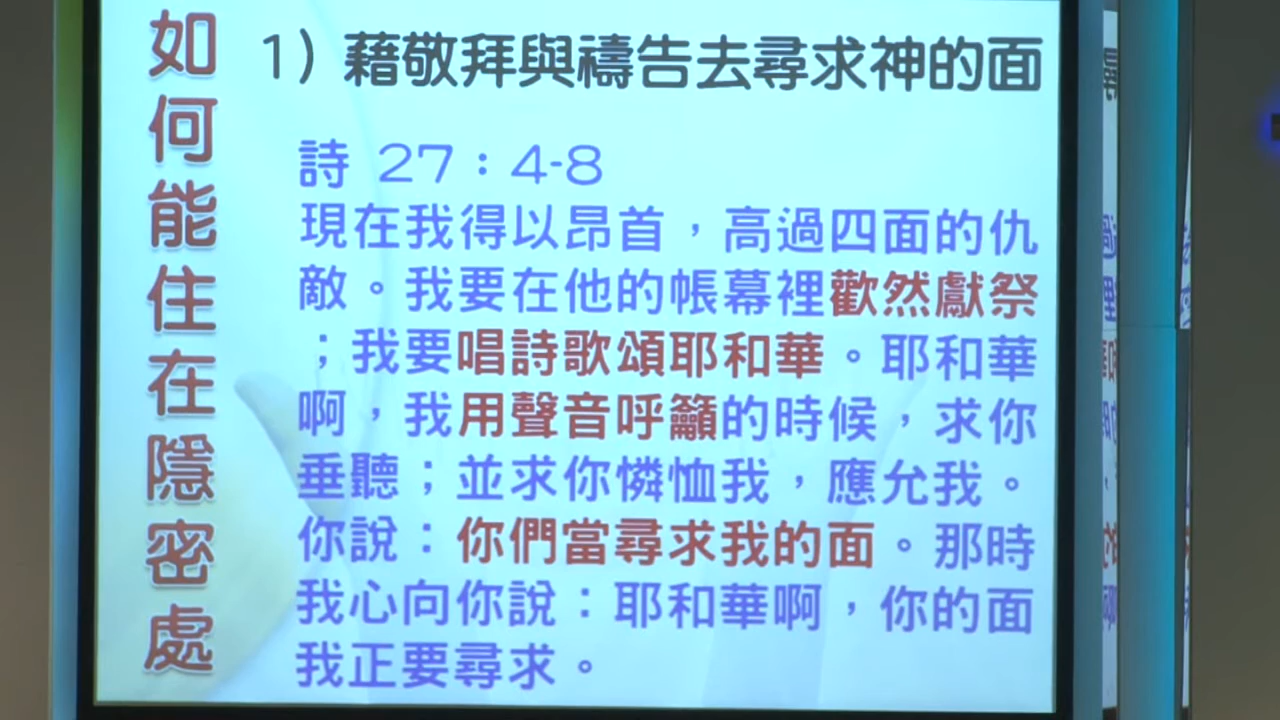 如何能住在隱密處
1) 藉敬拜與禱告去尋求神的面
詩 27：4-8
現在我得以昂首，高過四面的仇
敵。我要在他的帳幕裡歡然獻祭
；我要唱詩歌頌耶和華。耶和華
啊，我用聲音呼籲的時候，求你
垂聽；並求你憐恤我，應允我。
你說：你們當尋求我的面。那時
我心向你說：耶和華啊，你的面
我正要尋求。